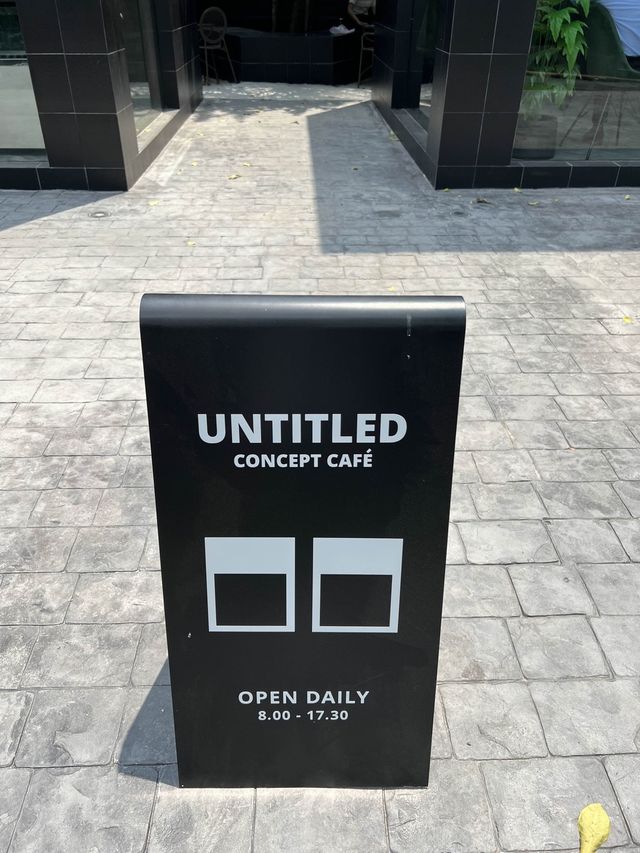 UNTITLED
CONCEPT CAFÉ
OPEN DAILY
8.00 - 17.30